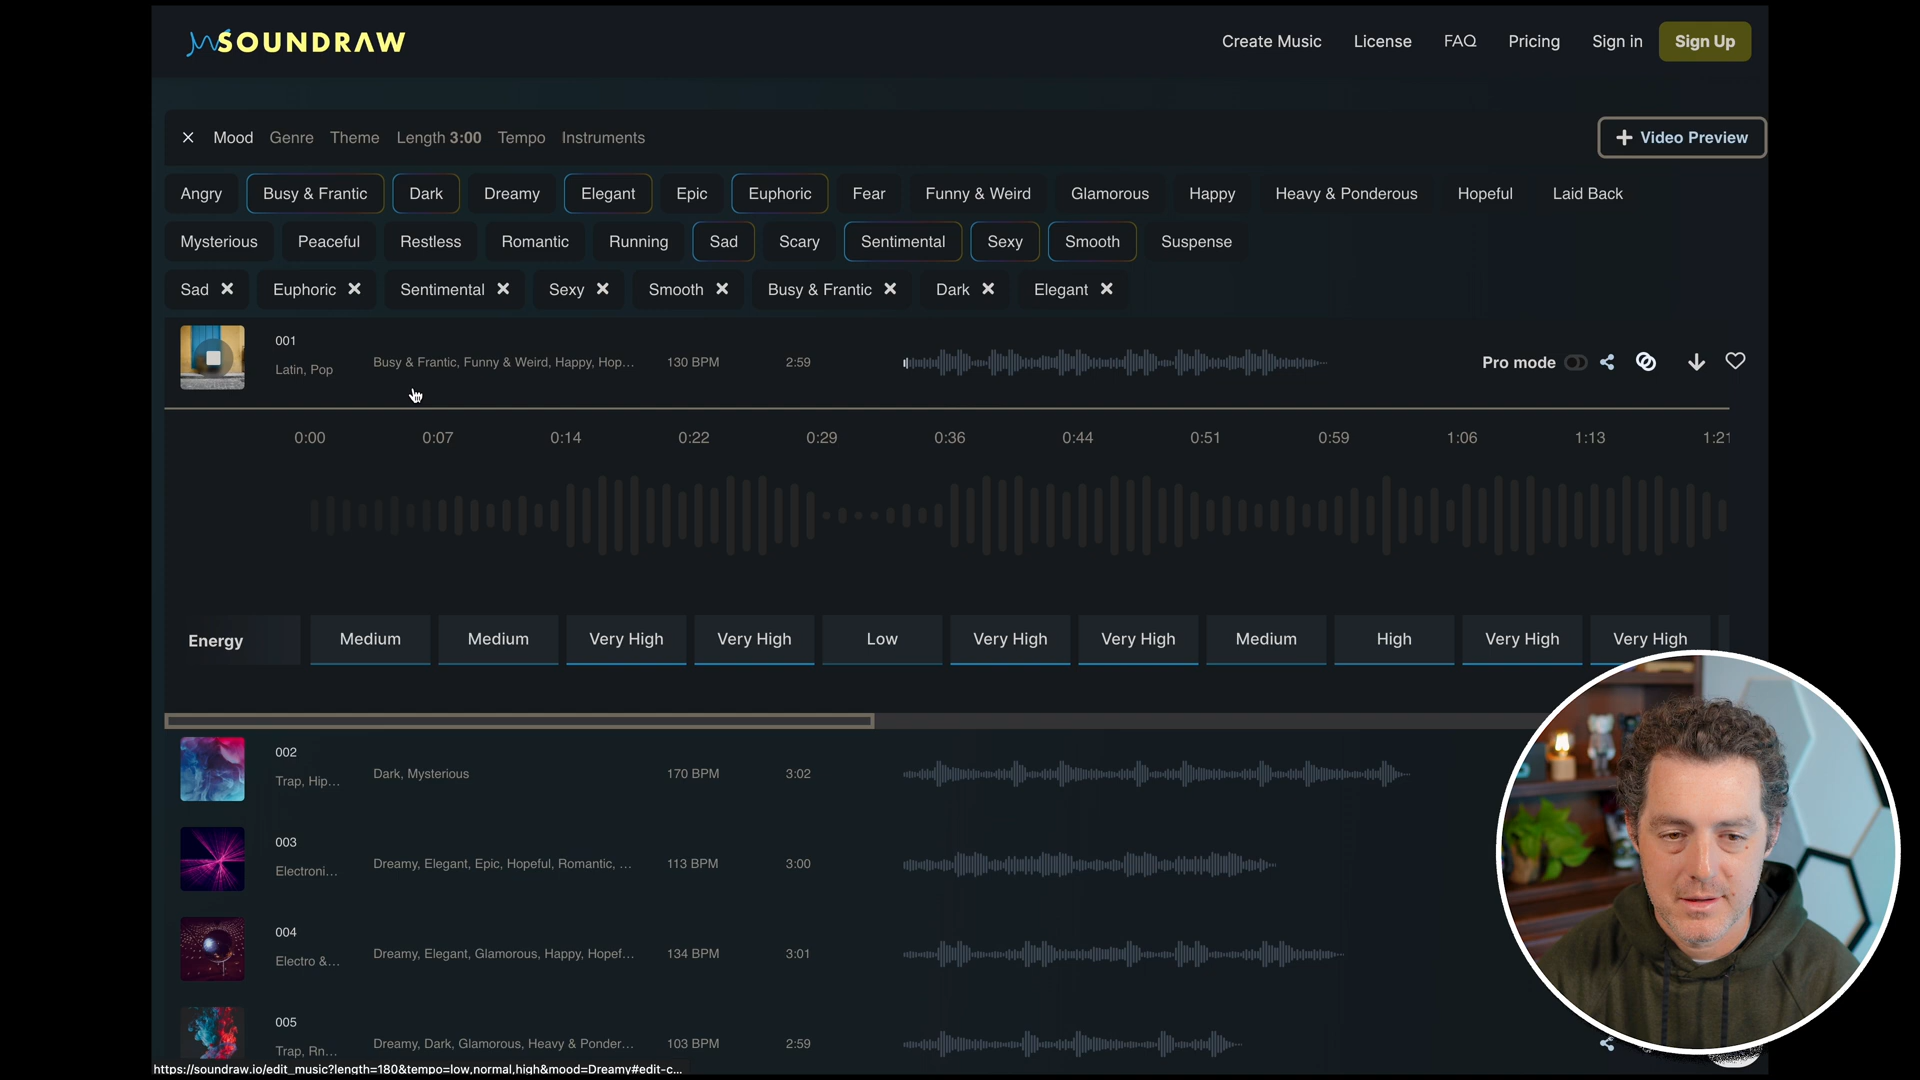 SOUNDRAW
Create Music License FAQ Pricing Sign in Sign Up
Mood Genre Theme Length 3:00 Tempo Instruments
Video Preview
Angry Busy & Frantic Dark Dreamy Elegant Epic Euphoric Fear Funny & Weird Glamorous Happy Heavy & Ponderous Hopeful Laid Back
Mysterious Peaceful Restless Romantic Running Sad Scary Sentimental Sexy Smooth Suspense
Sad Euphoric Sentimental Sexy Smooth Busy & Frantic Dark Elegant
001
Latin, Pop
Busy & Frantic, Funny & Weird, Happy, Hop... 130 BPM 2:59
Pro mode
0:00 0:07 0:14 0:22 0:29 0:36 0:44 0:51 0:59 1:06 1:13 1:21
Energy Medium Medium Very High Very High Low Very High Very High Medium High Very High Very High
002
Trap, Hip...
Dark, Mysterious 170 BPM 3:02
003
Electroni...
Dreamy, Elegant, Epic, Hopeful, Romantic, ... 113 BPM 3:00
004
Electro &...
Dreamy, Elegant, Glamorous, Happy, Hopef... 134 BPM 3:01
005
Trap, Rn...
Dreamy, Dark, Glamorous, Heavy & Ponder... 103 BPM 2:59
https://soundraw.io/edit_music?length=180&tempo=low,normal,high&mood=Dreamy#edit-c...